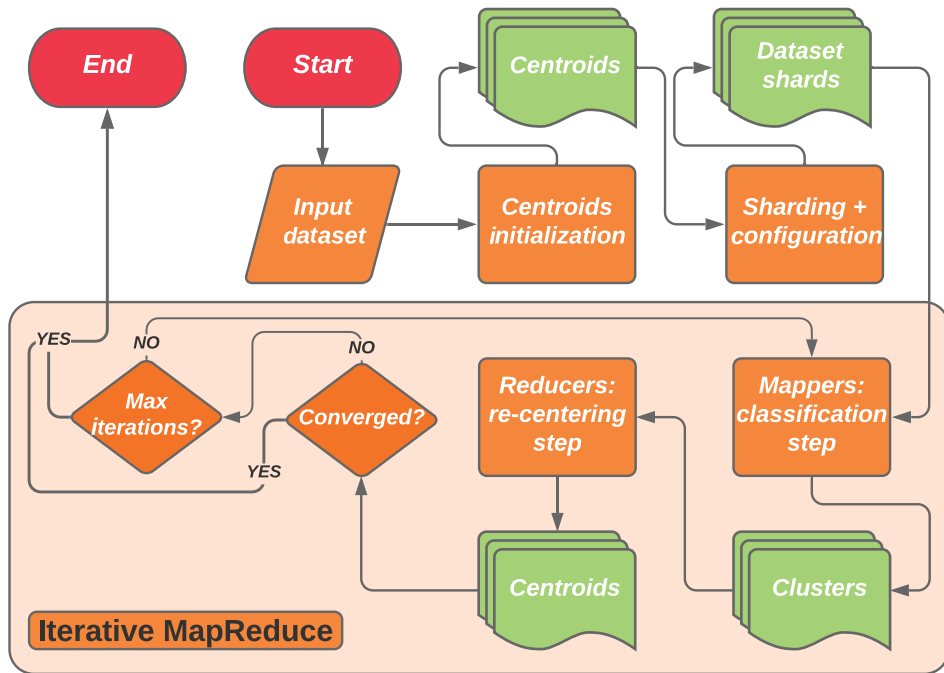 End
Start
Centroids
Dataset
shards
Input
dataset
Centroids
initialization
Sharding +
configuration
YES
NO
NO
Max
iterations?
Converged?
YES
Reducers:
re-centering
step
Mappers:
classification
step
Centroids
Clusters
Iterative MapReduce